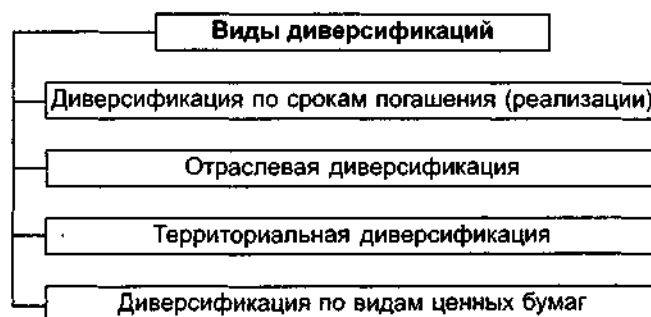 Виды диверсификаций
Диверсификация по срокам погашения (реализации)
Отраслевая диверсификация
Территориальная диверсификация
Диверсификация по видам ценных бумаг